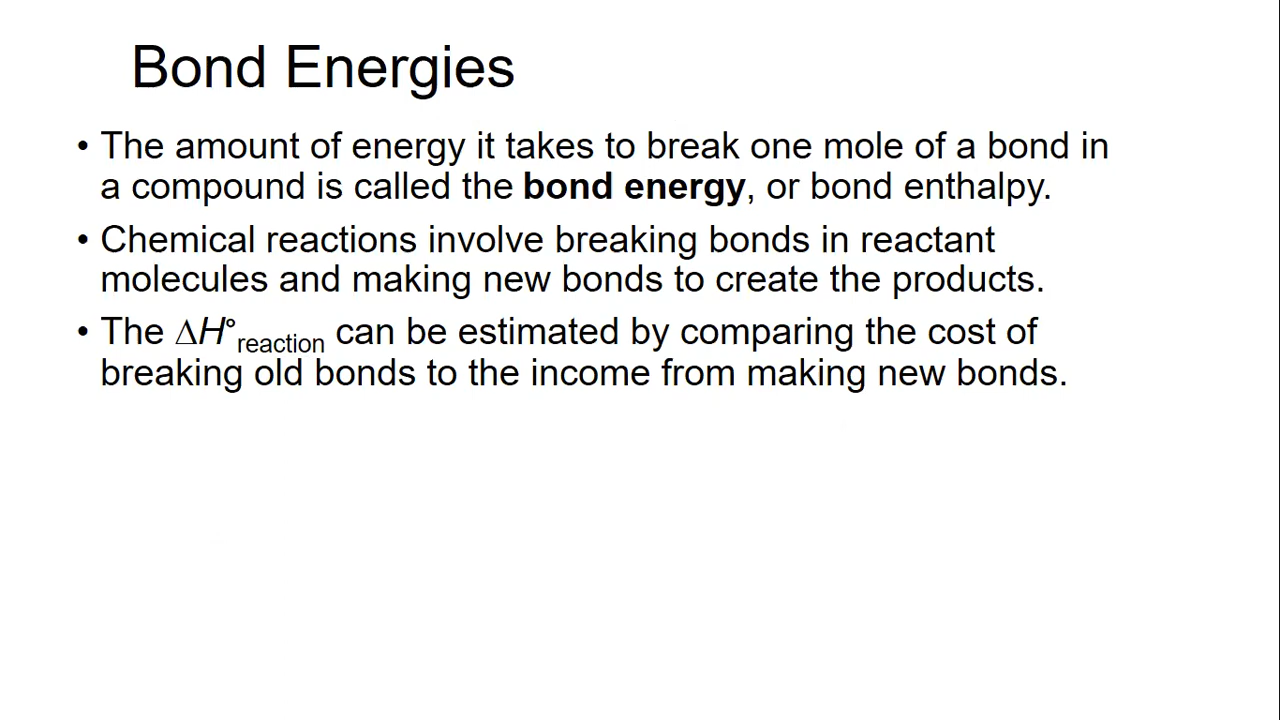 Bond Energies
• The amount of energy it takes to break one mole of a bond in
a compound is called the bond energy, or bond enthalpy.
• Chemical reactions involve breaking bonds in reactant
molecules and making new bonds to create the products.
• The ΔH°reaction can be estimated by comparing the cost of
breaking old bonds to the income from making new bonds.